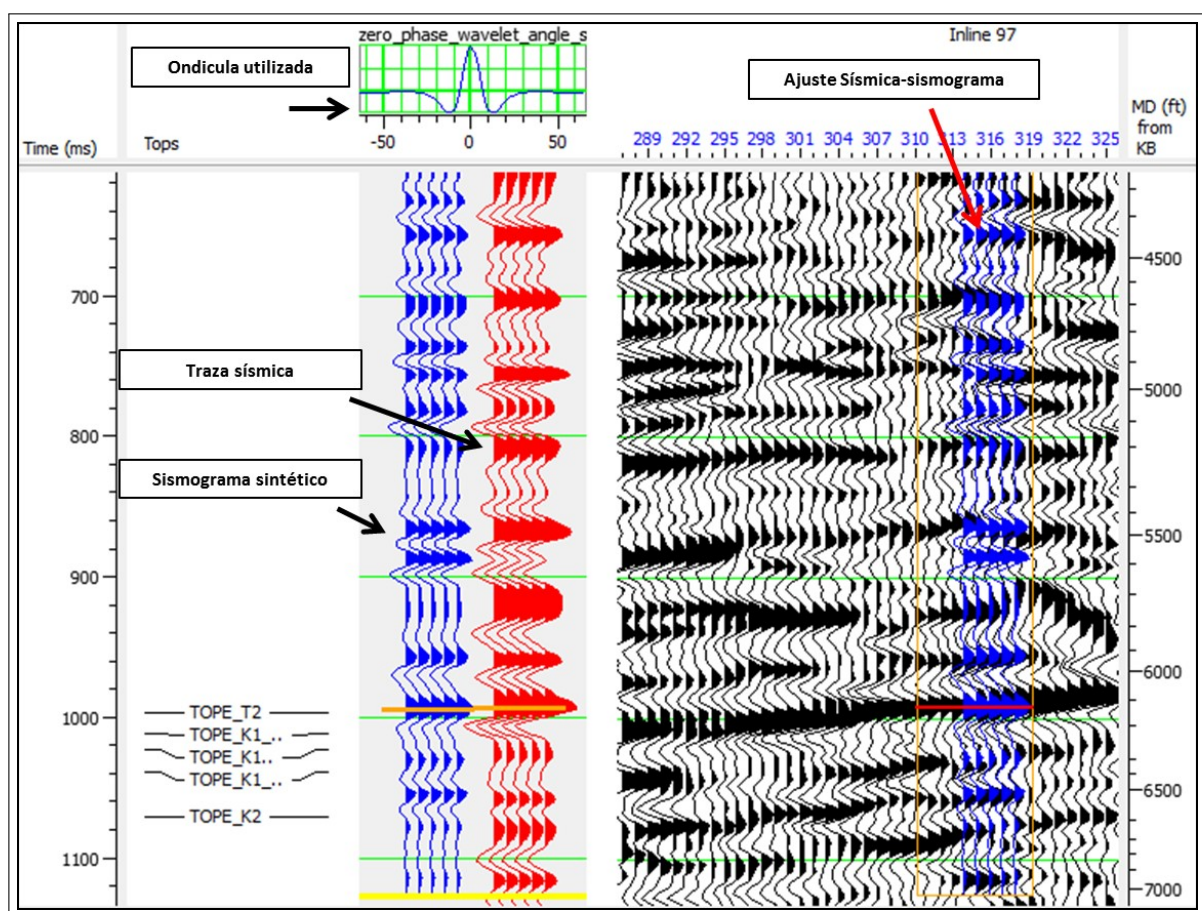 zero_phase_wavelet_angle_s
Inline 97
Ondicula utilizada
Ajuste Sísmica-sismograma
MD (ft)
from
KB
Time (ms)
Tops
-50 0 50
289 292 295 298 301 304 307 310 313 316 319 322 325
4500
700
Traza sísmica
5000
800
Sismograma sintético
5500
900
6000
TOPE_T2
1000
TOPE_K1_..
TOPE_K1..
TOPE_K1_..
6500
TOPE_K2
1100
7000